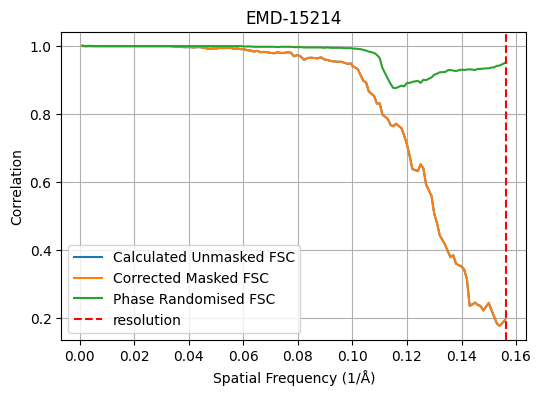 EMD-15214
1.0
0.8
0.6
0.4
0.2
Correlation
Calculated Unmasked FSC
Corrected Masked FSC
Phase Randomised FSC
resolution
0.00 0.02 0.04 0.06 0.08 0.10 0.12 0.14 0.16
Spatial Frequency (1/Å)